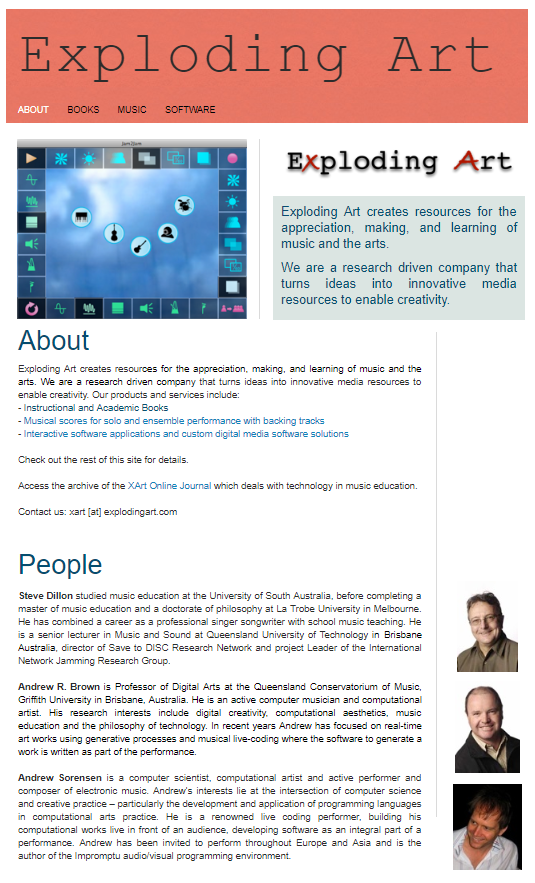 Exploding Art
ABOUT BOOKS MUSIC SOFTWARE
Exploding Art
Exploding Art creates resources for the
appreciation, making, and learning of
music and the arts.
We are a research driven company that
turns ideas into innovative media
resources to enable creativity.
About
Exploding Art creates resources for the appreciation, making, and learning of music and the
arts. We are a research driven company that turns ideas into innovative media resources to
enable creativity. Our products and services include:
- Instructional and Academic Books
- Musical scores for solo and ensemble performance with backing tracks
- Interactive software applications and custom digital media software solutions
Check out the rest of this site for details.
Access the archive of the XArt Online Journal which deals with technology in music education.
Contact us: xart [at] explodingart.com
People
Steve Dillon studied music education at the University of South Australia, before completing a
master of music education and a doctorate of philosophy at La Trobe University in Melbourne.
He has combined a career as a professional singer songwriter with school music teaching. He
is a senior lecturer in Music and Sound at Queensland University of Technology in Brisbane
Australia, director of Save to DISC Research Network and project Leader of the International
Network Jamming Research Group.
Andrew R. Brown is Professor of Digital Arts at the Queensland Conservatorium of Music,
Griffith University in Brisbane, Australia. He is an active computer musician and computational
artist. His research interests include digital creativity, computational aesthetics, music
education and the philosophy of technology. In recent years Andrew has focused on real-time
art works using generative processes and musical live-coding where the software to generate a
work is written as part of the performance.
Andrew Sorensen is a computer scientist, computational artist and active performer and
composer of electronic music. Andrew's interests lie at the intersection of computer science
and creative practice – particularly the development and application of programming languages
in computational arts practice. He is a renowned live coding performer, building his
computational works live in front of an audience, developing software as an integral part of a
performance. Andrew has been invited to perform throughout Europe and Asia and is the
author of the Impromptu audio/visual programming environment.